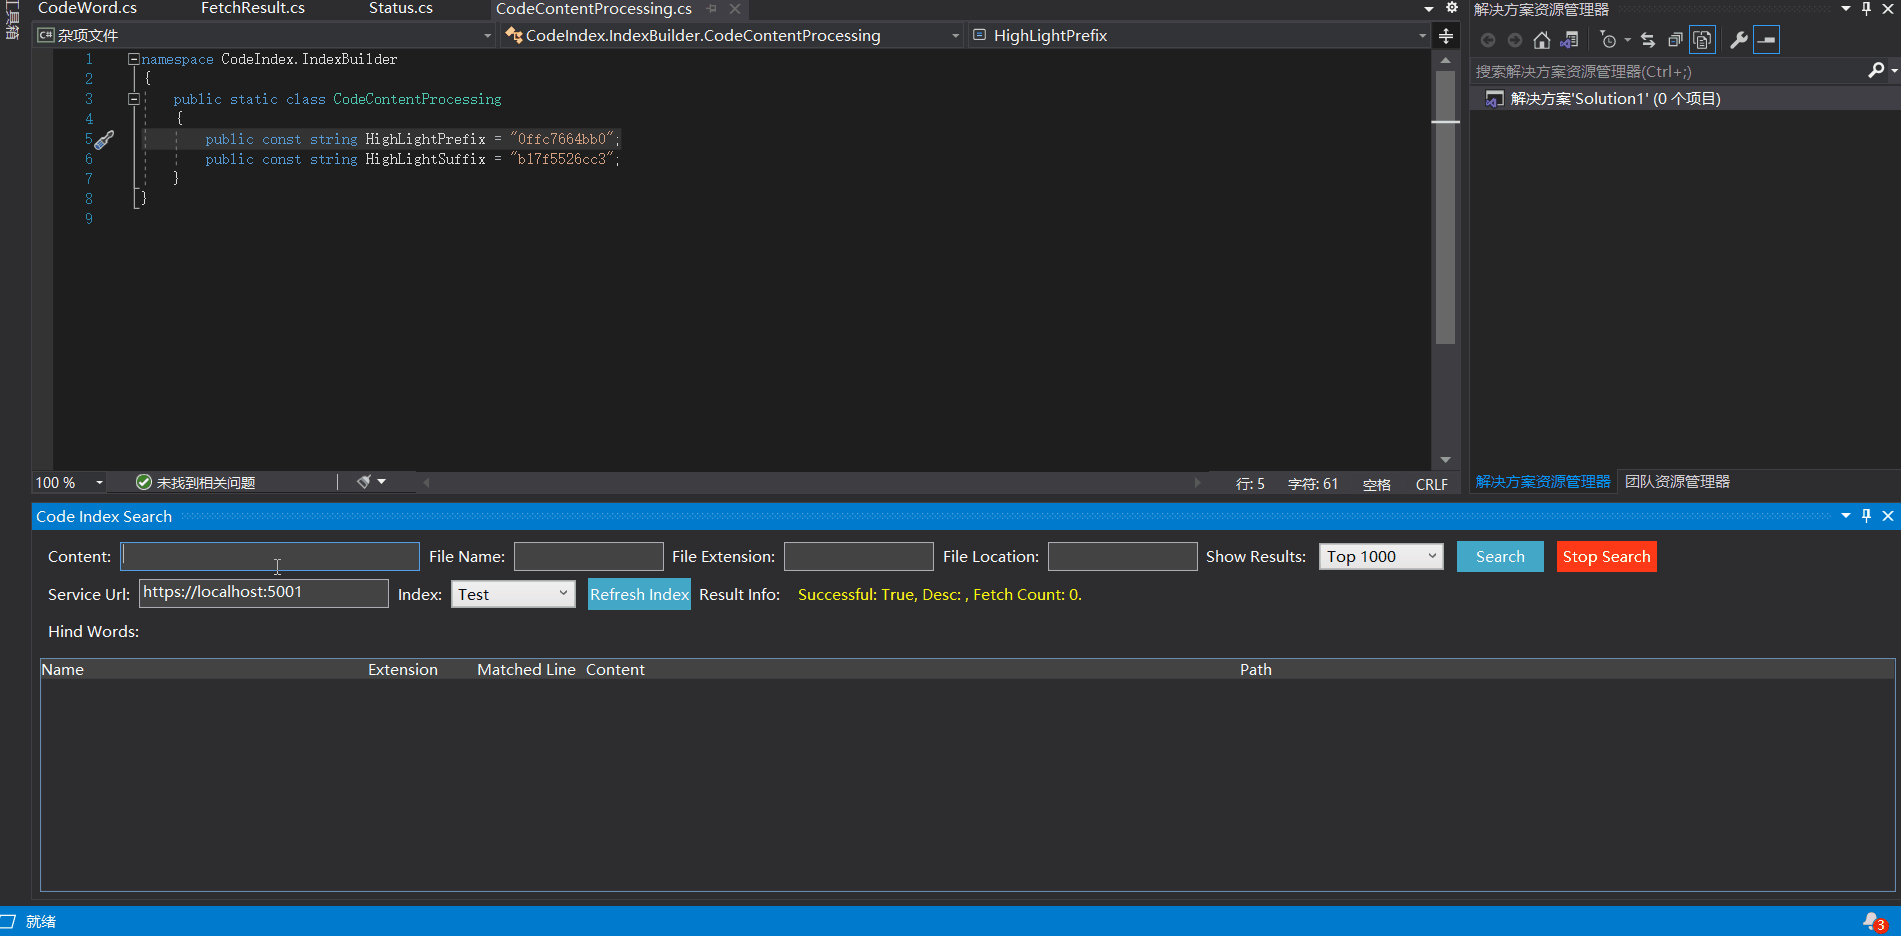 工具箱
CodeWord.cs FetchResult.cs Status.cs CodeContentProcessing.cs
C# 杂项文件 CodeIndex.IndexBuilder.CodeContentProcessing HighLightPrefix
1 namespace CodeIndex.IndexBuilder
2 {
3 public static class CodeContentProcessing
4 {
5 public const string HighLightPrefix = "0ffc7664bb0";
6 public const string HighLightSuffix = "b17f5526cc3";
7 }
8 }
9
100 % 未找到相关问题 行: 5 字符: 61 空格 CRLF
解决方案资源管理器
搜索解决方案资源管理器(Ctrl+;)
解决方案'Solution1' (0 个项目)
解决方案资源管理器 团队资源管理器
Code Index Search
Content: File Name: File Extension: File Location: Show Results: Top 1000 Search Stop Search
Service Url: https://localhost:5001 Index: Test Refresh Index Result Info: Successful: True, Desc: , Fetch Count: 0.
Hind Words:
Name Extension Matched Line Content Path
就绪 3